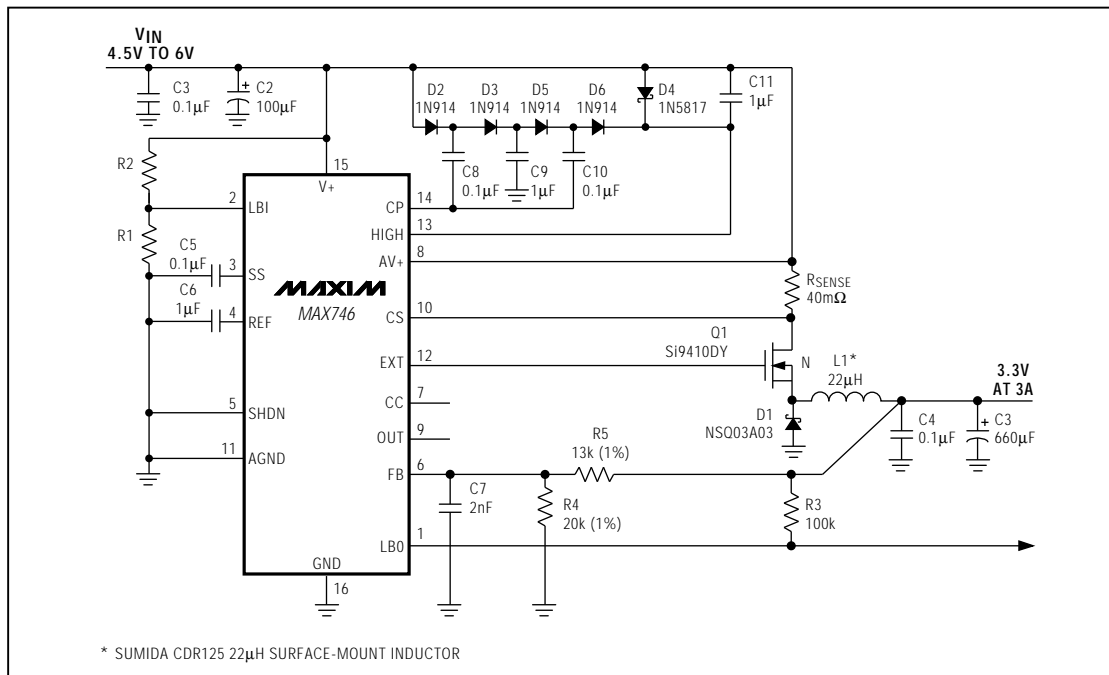 VIN
4.5V TO 6V
C3
0.1µF
C2
100µF
+
D2
1N914
D3
1N914
D5
1N914
D6
1N914
D4
1N5817
C11
1µF
R2
15
V+
C8
0.1µF
C9
1µF
C10
0.1µF
2
LBI
CP
14
HIGH
13
R1
AV+
8
C5
0.1µF
3
SS
RSENSE
40mΩ
MAXIM
MAX746
C6
1µF
4
REF
CS
10
Q1
Si9410DY
N
EXT
12
L1*
22µH
3.3V
AT 3A
CC
7
5
SHDN
D1
NSQ03A03
C4
0.1µF
+
C3
660µF
OUT
9
R5
13k (1%)
11
AGND
FB
6
C7
2nF
R4
20k (1%)
R3
100k
LB0
1
GND
16
* SUMIDA CDR125 22µH SURFACE-MOUNT INDUCTOR